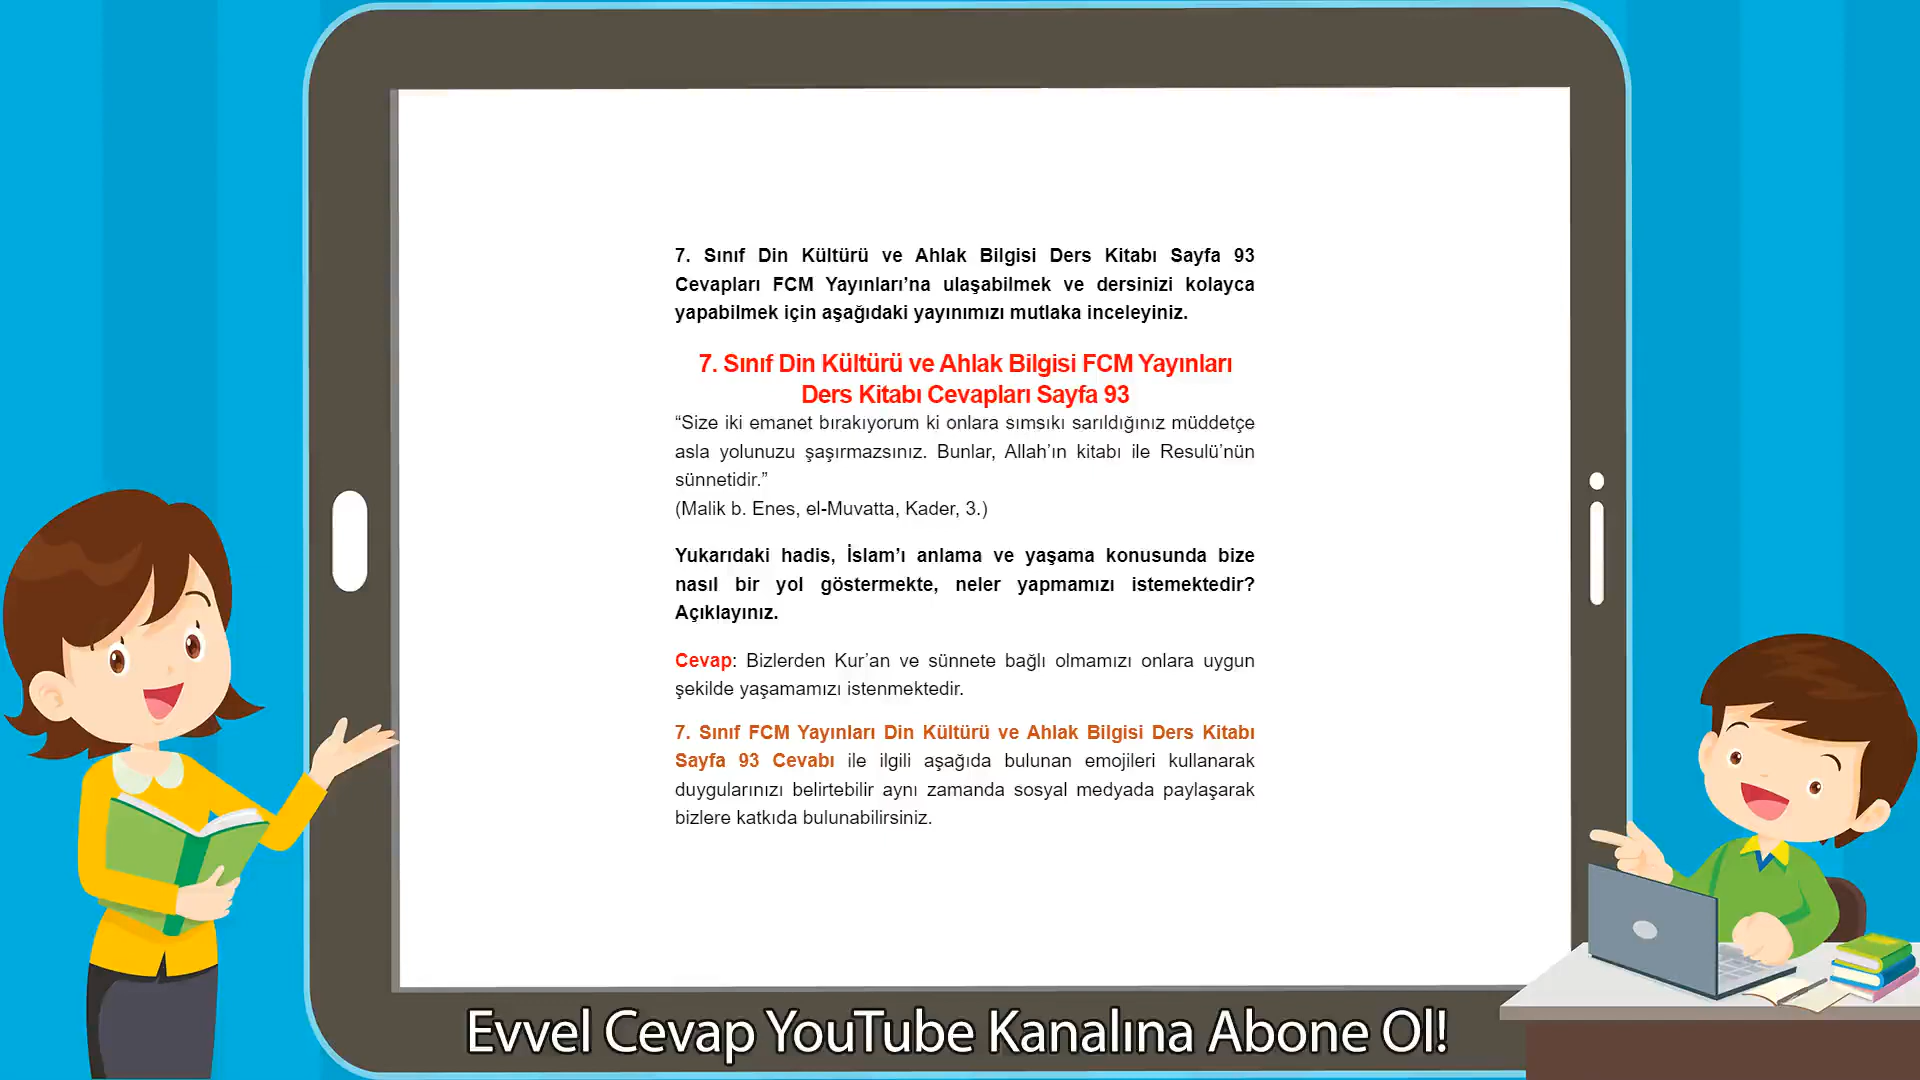 7. Sınıf Din Kültürü ve Ahlak Bilgisi Ders Kitabı Sayfa 93
Cevapları FCM Yayınları’na ulaşabilmek ve dersinizi kolayca
yapabilmek için aşağıdaki yayınımızı mutlaka inceleyiniz.
7. Sınıf Din Kültürü ve Ahlak Bilgisi FCM Yayınları
Ders Kitabı Cevapları Sayfa 93
“Size iki emanet bırakıyorum ki onlara sımsıkı sarıldığınız müddetçe
asla yolunuzu şaşırmazsınız. Bunlar, Allah’ın kitabı ile Resulü’nün
sünnetidir.”
(Malik b. Enes, el-Muvatta, Kader, 3.)
Yukarıdaki hadis, İslam’ı anlama ve yaşama konusunda bize
nasıl bir yol göstermekte, neler yapmamızı istemektedir?
Açıklayınız.
Cevap: Bizlerden Kur’an ve sünnete bağlı olmamızı onlara uygun
şekilde yaşamamızı istenmektedir.
7. Sınıf FCM Yayınları Din Kültürü ve Ahlak Bilgisi Ders Kitabı
Sayfa 93 Cevabı ile ilgili aşağıda bulunan emojileri kullanarak
duygularınızı belirtebilir aynı zamanda sosyal medyada paylaşarak
bizlere katkıda bulunabilirsiniz.
Evvel Cevap YouTube Kanalına Abone Ol!